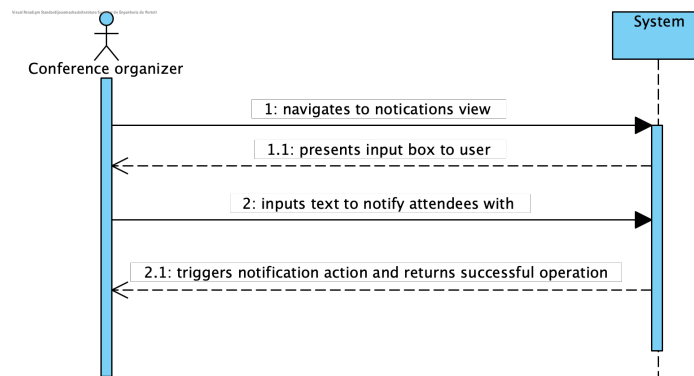 System
Conference organizer
1: navigates to notications view
1.1: presents input box to user
2: inputs text to notify attendees with
2.1: triggers notification action and returns successful operation